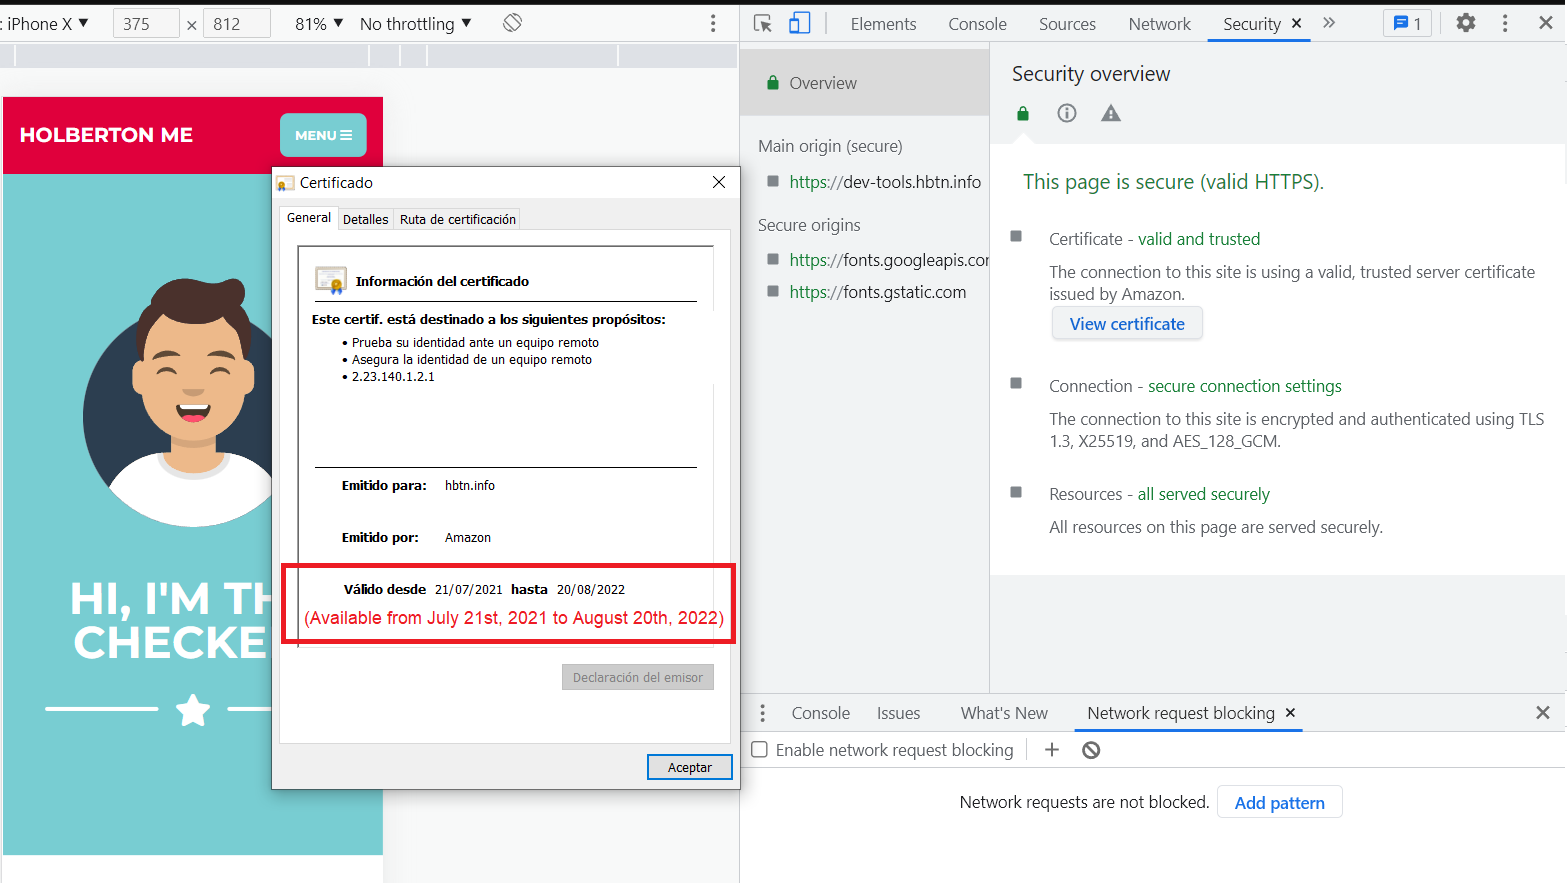 : iPhone X ▼ 375 × 812 81% ▼ No throttling ▼
HOLBERTON ME
MENU ☰
HI, I'M TH
CHECKE
Certificado
General Detalles Ruta de certificación
Información del certificado
Este certif. está destinado a los siguientes propósitos:
• Prueba su identidad ante un equipo remoto
• Asegura la identidad de un equipo remoto
• 2.23.140.1.2.1
Emitido para: hbtn.info
Emitido por: Amazon
Válido desde 21/07/2021 hasta 20/08/2022
(Available from July 21st, 2021 to August 20th, 2022)
Declaración del emisor
Aceptar
Elements Console Sources Network Security × » 1
Overview
Main origin (secure)
https://dev-tools.hbtn.info
Secure origins
https://fonts.googleapis.cor
https://fonts.gstatic.com
Security overview
This page is secure (valid HTTPS).
Certificate - valid and trusted
The connection to this site is using a valid, trusted server certificate
issued by Amazon.
View certificate
Connection - secure connection settings
The connection to this site is encrypted and authenticated using TLS
1.3, X25519, and AES_128_GCM.
Resources - all served securely
All resources on this page are served securely.
Console Issues What's New Network request blocking ×
Enable network request blocking
Network requests are not blocked. Add pattern